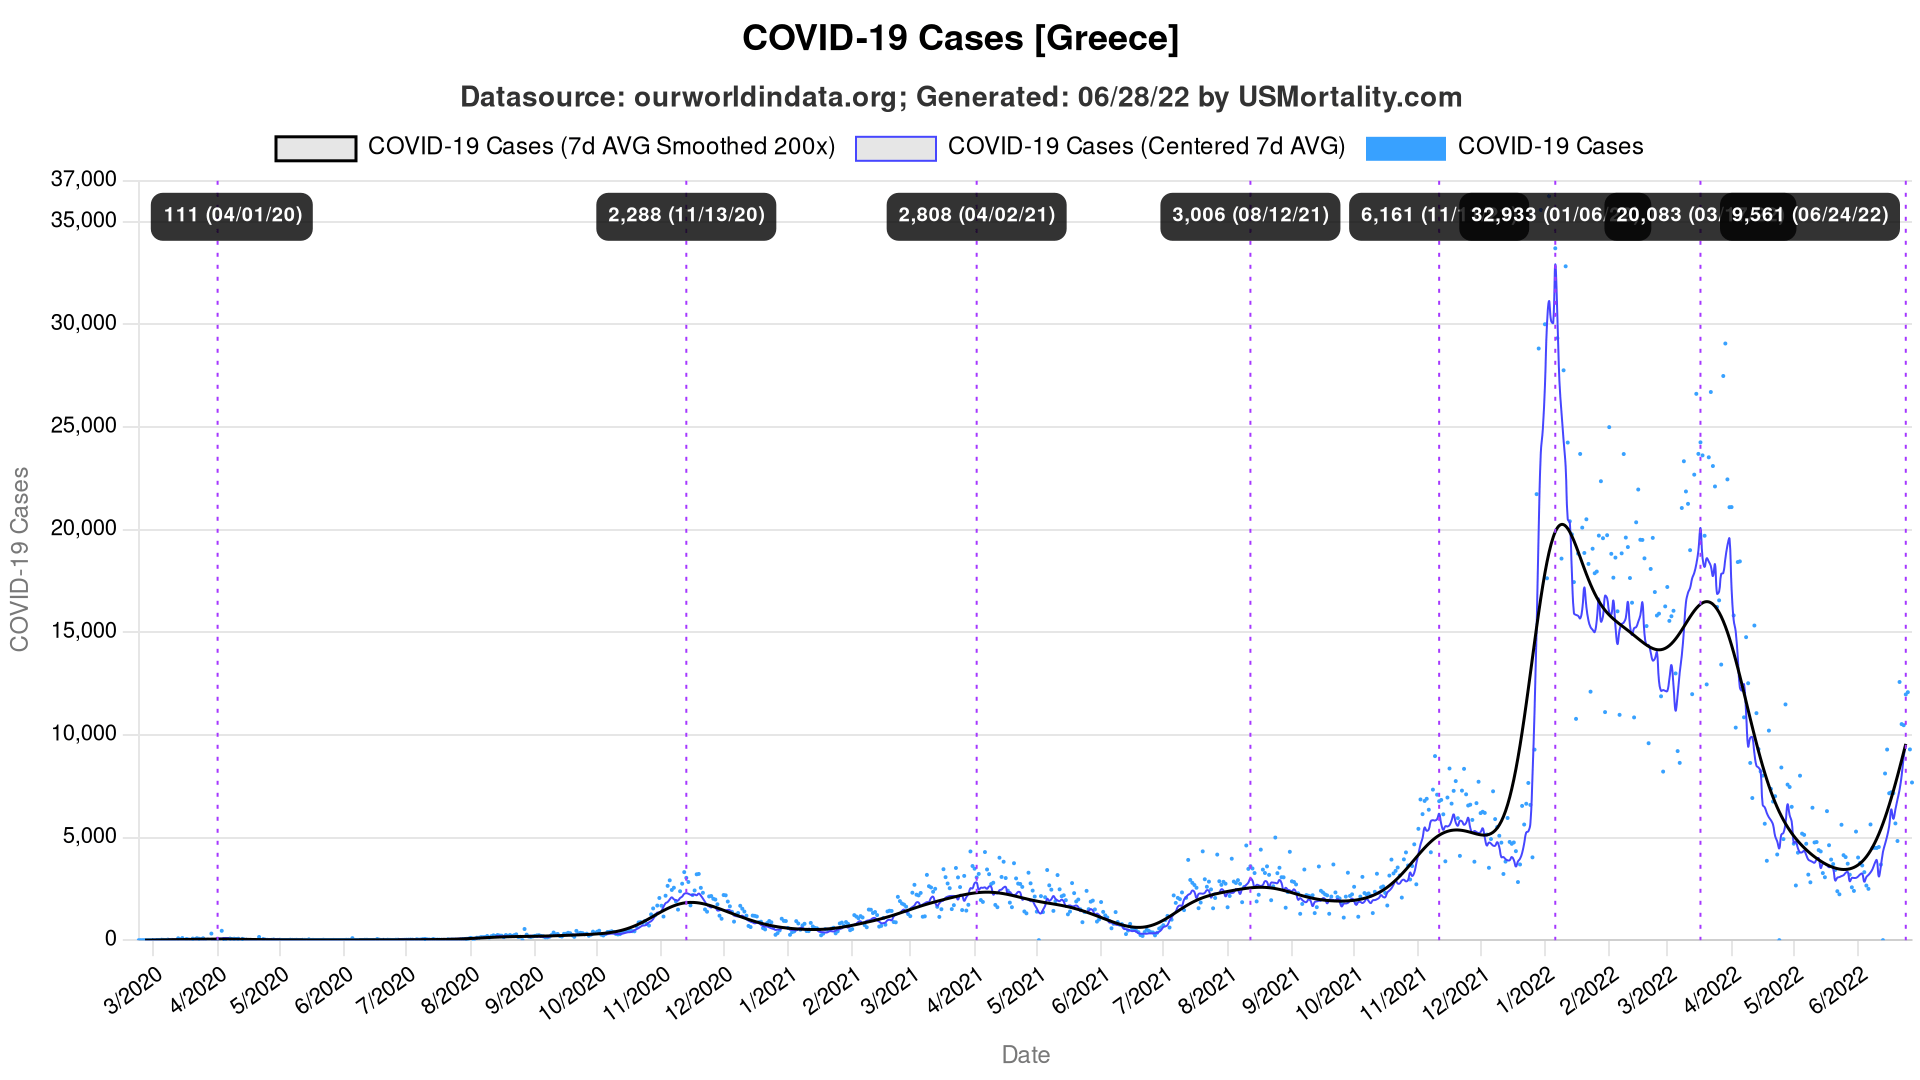 COVID-19 Cases [Greece]
Datasource: ourworldindata.org; Generated: 06/28/22 by USMortality.com
COVID-19 Cases (7d AVG Smoothed 200x) COVID-19 Cases (Centered 7d AVG) COVID-19 Cases
37,000
35,000
30,000
25,000
20,000
15,000
10,000
5,000
0
COVID-19 Cases
111 (04/01/20) 2,288 (11/13/20) 2,808 (04/02/21) 3,006 (08/12/21) 6,161 (11/ 32,933 (01/06/ 20,083 (03/ 9,561 (06/24/22)
3/2020 4/2020 5/2020 6/2020 7/2020 8/2020 9/2020 10/2020 11/2020 12/2020 1/2021 2/2021 3/2021 4/2021 5/2021 6/2021 7/2021 8/2021 9/2021 10/2021 11/2021 12/2021 1/2022 2/2022 3/2022 4/2022 5/2022 6/2022
Date